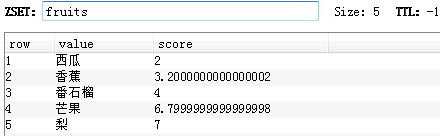 ZSET: fruits Size: 5 TTL: -1
row value score
1 西瓜 2
2 香蕉 3.2000000000000002
3 番石榴 4
4 芒果 6.7999999999999998
5 梨 7